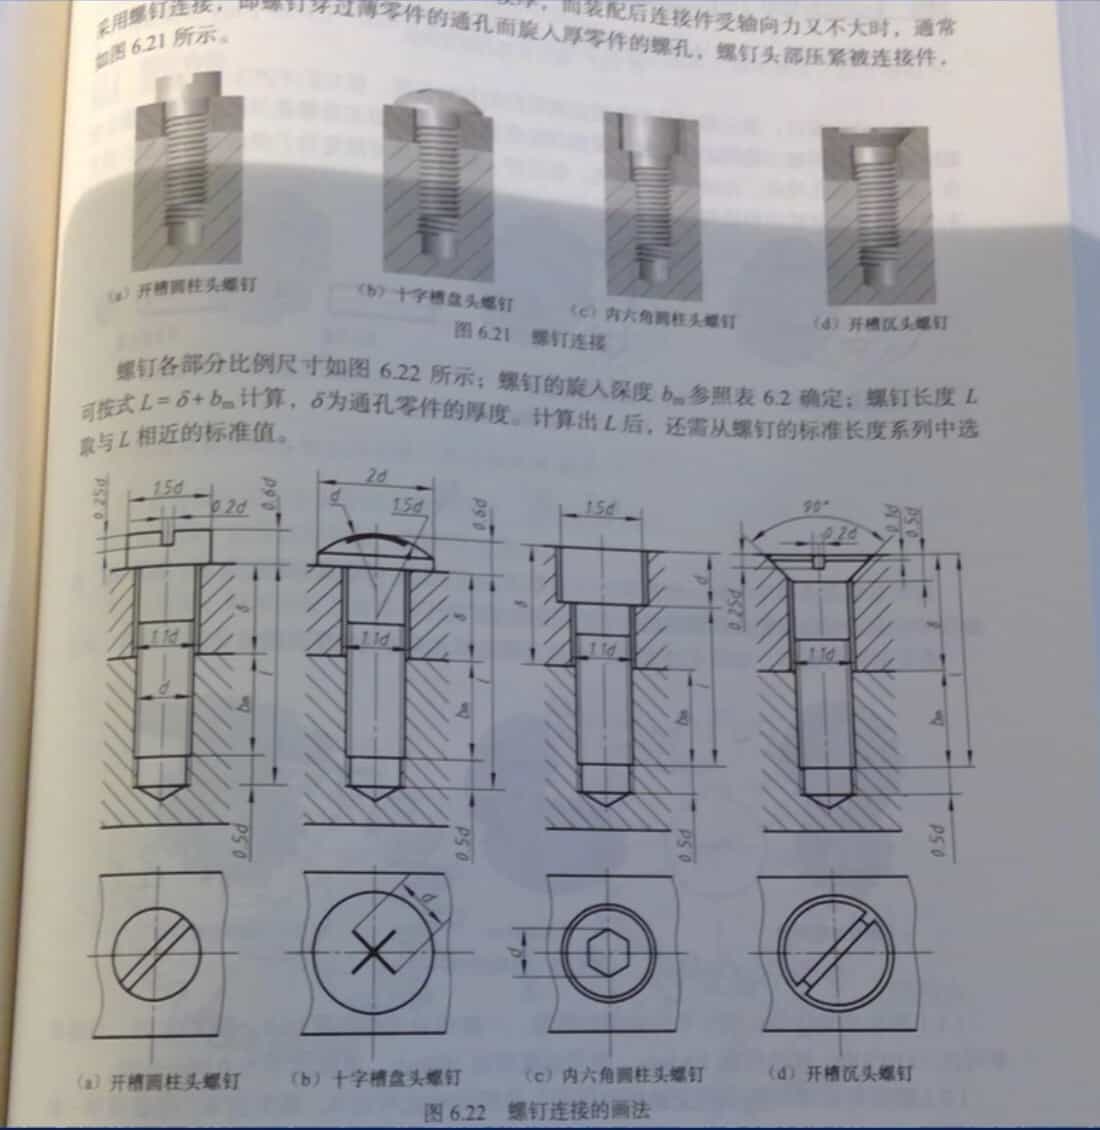 而装配后连接件受轴向力又不大时，通常
采用螺钉连接，即螺钉穿过薄零件的通孔而旋入厚零件的螺孔，螺钉头部压紧被连接件，
如图 6.21 所示。
（a）开槽圆柱头螺钉
（b）十字槽盘头螺钉
（c）内六角圆柱头螺钉
（d）开槽沉头螺钉
图 6.21 螺钉连接
螺钉各部分比例尺寸如图 6.22 所示；螺钉的旋入深度 bm 参照表 6.2 确定；螺钉长度 L
可按式 L = δ + bm 计算，δ 为通孔零件的厚度。计算出 L 后，还需从螺钉的标准长度系列中选
取与 L 相近的标准值。
0.25d
1.5d
0.2d
0.6d
δ
1.1d
d
bm
l
0.5d
2d
d
1.5d
0.6d
δ
1.1d
bm
l
0.5d
1.5d
δ
d
1.1d
l
bm
0.5d
90°
0.2d
0.1d
0.5d
0.25d
δ
1.1d
bm
l
0.5d
d
d
（a）开槽圆柱头螺钉
（b）十字槽盘头螺钉
（c）内六角圆柱头螺钉
（d）开槽沉头螺钉
图 6.22 螺钉连接的画法